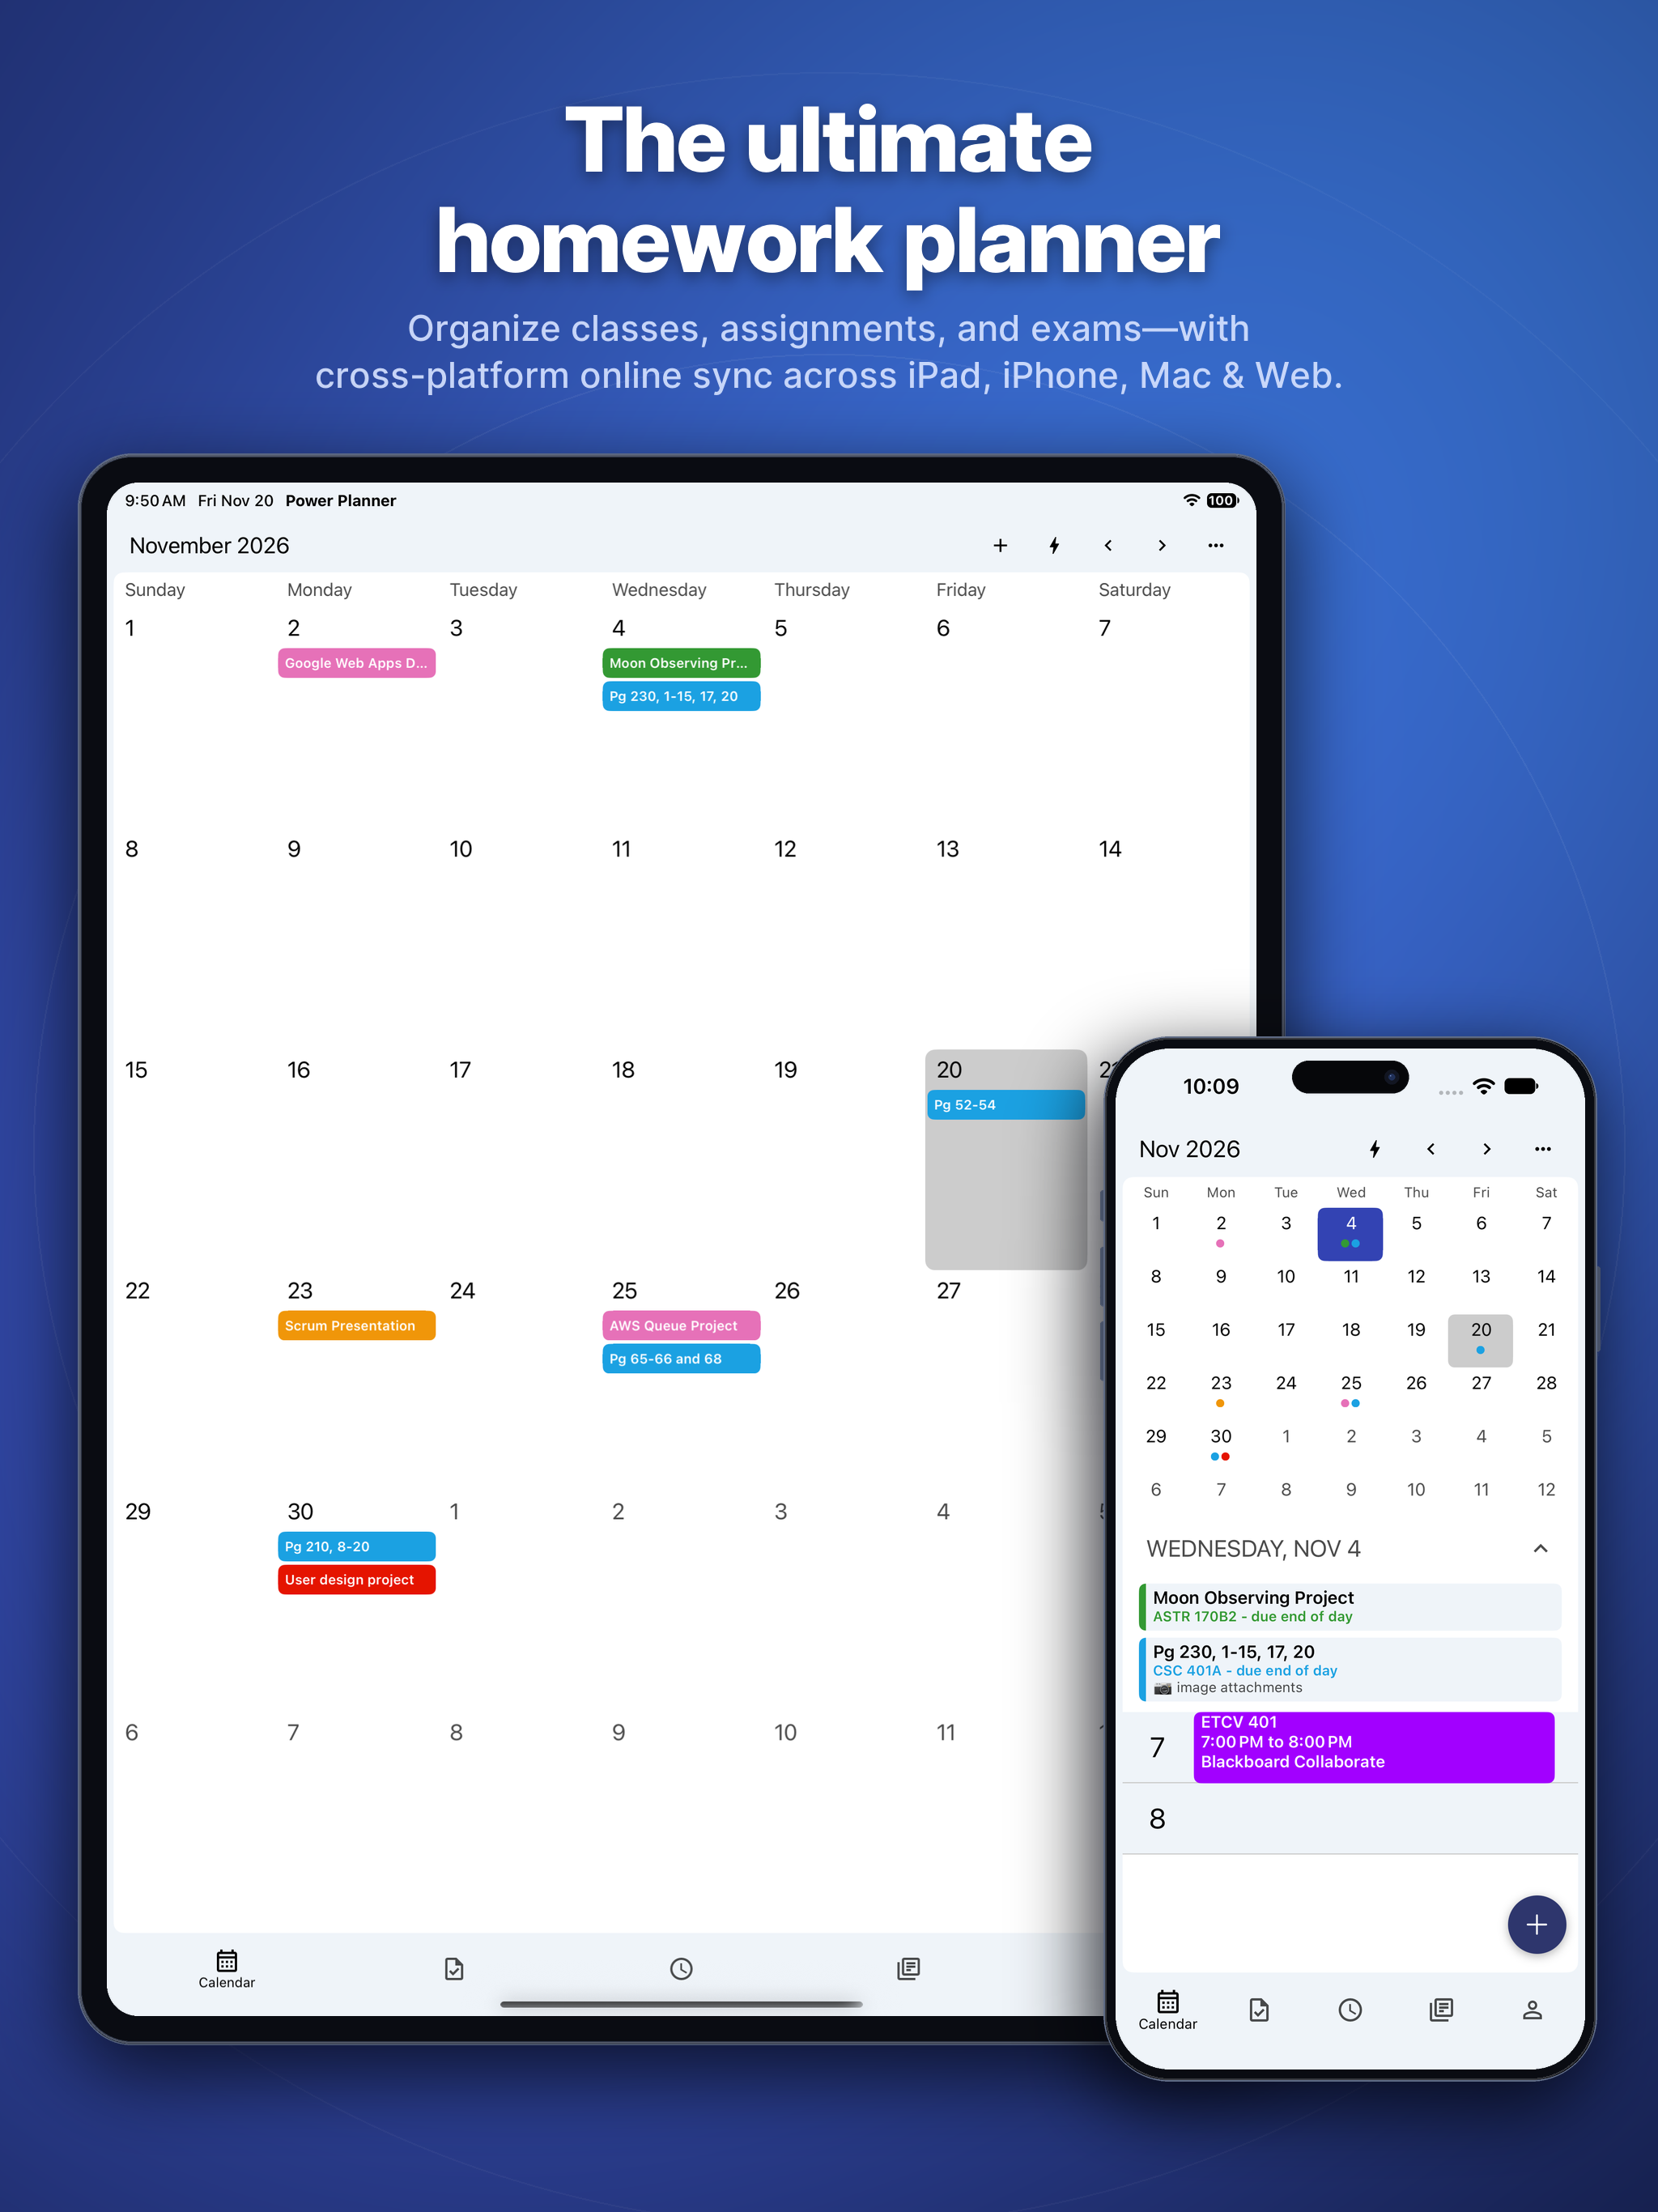 The ultimate
homework planner
Organize classes, assignments, and exams—with
cross-platform online sync across iPad, iPhone, Mac & Web.
9:50 AM Fri Nov 20 Power Planner 100
November 2026
Sunday Monday Tuesday Wednesday Thursday Friday Saturday
1 2 3 4 5 6 7
Google Web Apps D... Moon Observing Pr...
Pg 230, 1-15, 17, 20
8 9 10 11 12 13 14
15 16 17 18 19 20
Pg 52-54
22 23 24 25 26 27
Scrum Presentation AWS Queue Project
Pg 65-66 and 68
29 30 1 2 3 4
Pg 210, 8-20
User design project
6 7 8 9 10 11
Calendar
10:09
Nov 2026
Sun Mon Tue Wed Thu Fri Sat
1 2 3 4 5 6 7
8 9 10 11 12 13 14
15 16 17 18 19 20 21
22 23 24 25 26 27 28
29 30 1 2 3 4 5
6 7 8 9 10 11 12
WEDNESDAY, NOV 4
Moon Observing Project
ASTR 170B2 - due end of day
Pg 230, 1-15, 17, 20
CSC 401A - due end of day
📷 image attachments
7 ETCV 401
7:00 PM to 8:00 PM
Blackboard Collaborate
8
Calendar